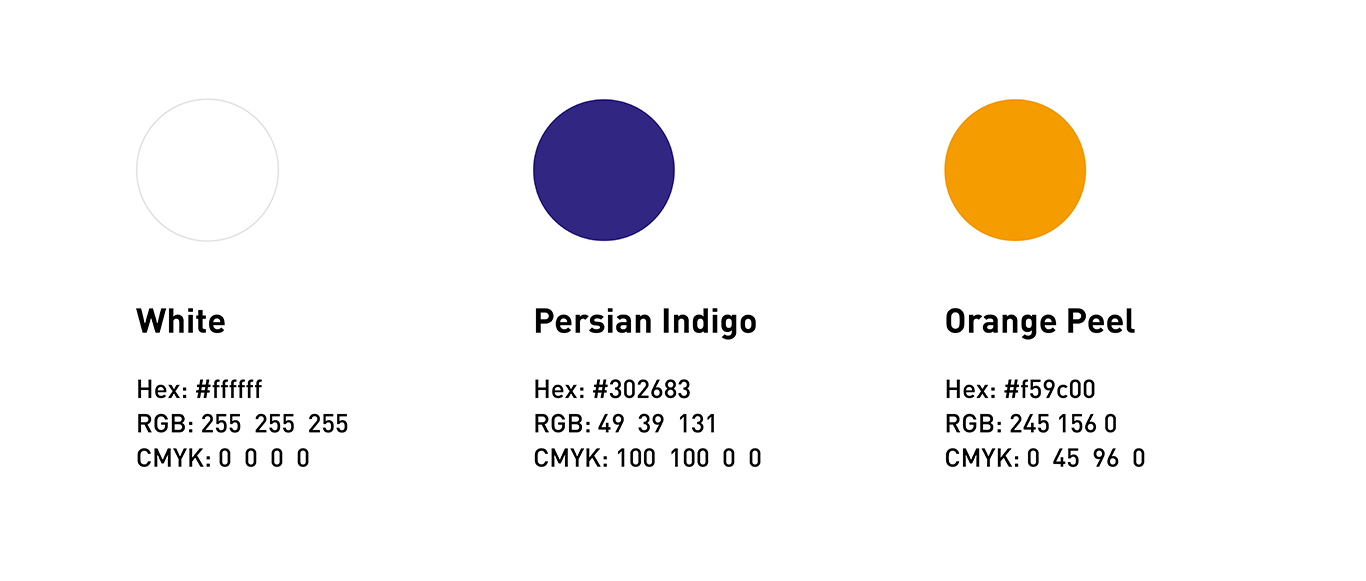 White
Hex: #ffffff
RGB: 255 255 255
CMYK: 0 0 0 0
Persian Indigo
Hex: #302683
RGB: 49 39 131
CMYK: 100 100 0 0
Orange Peel
Hex: #f59c00
RGB: 245 156 0
CMYK: 0 45 96 0